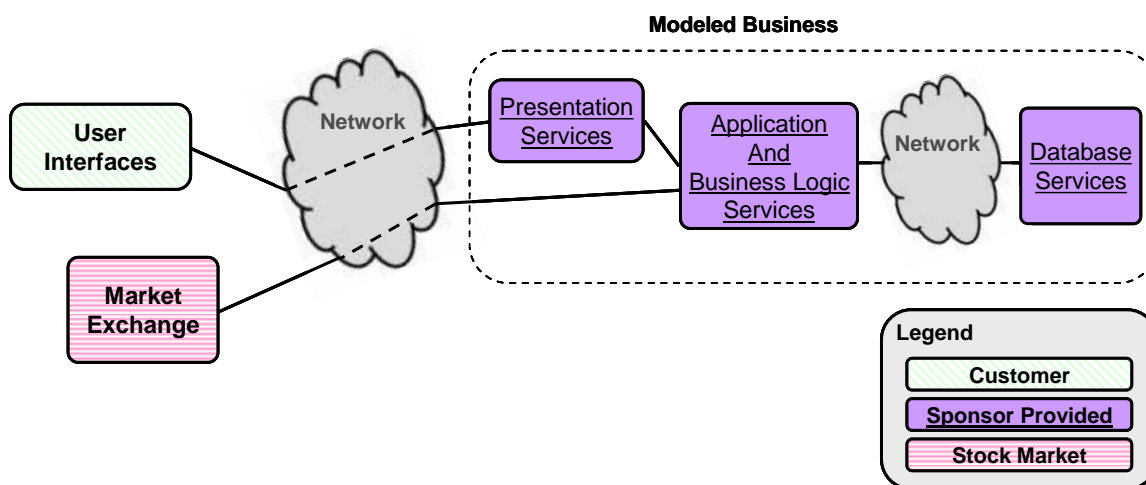 Modeled Business
Network
Presentation
Services
Application
And
Business Logic
Services
Network
Database
Services
User
Interfaces
Market
Exchange
Legend
Customer
Sponsor Provided
Stock Market